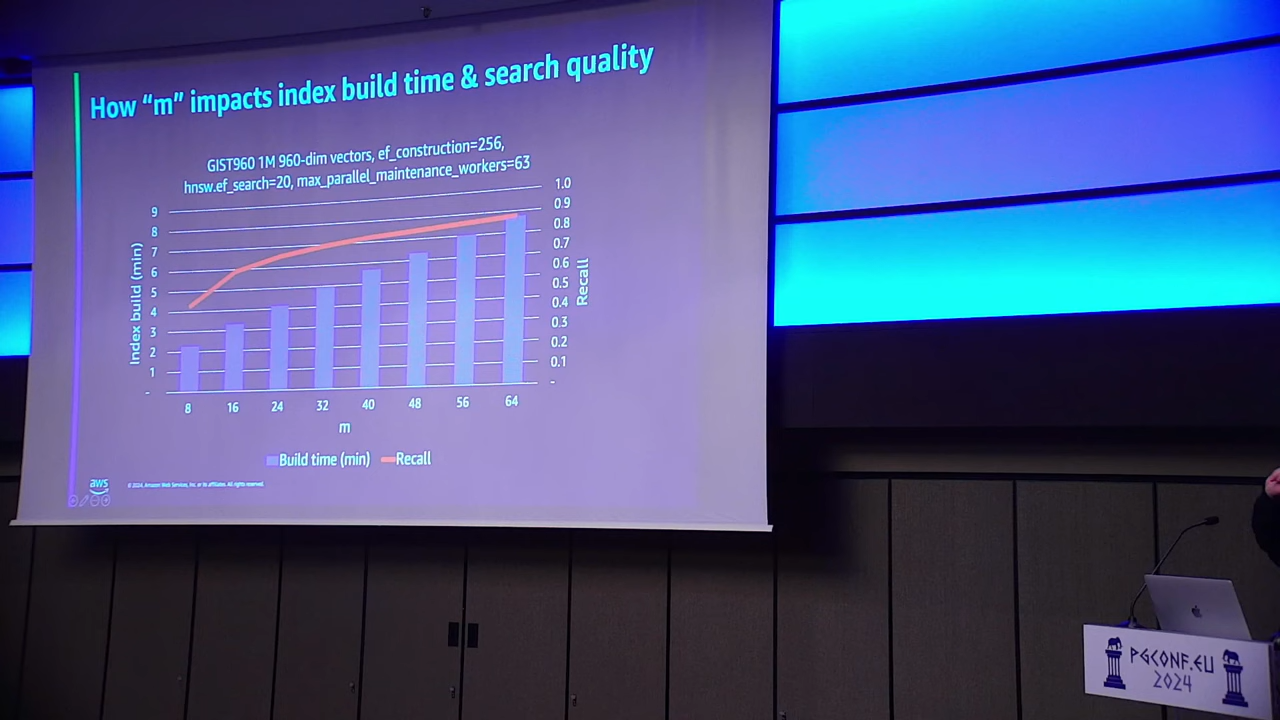 How “m” impacts index build time & search quality
GIST960 1M 960-dim vectors, ef_construction=256,
hnsw.ef_search=20, max_parallel_maintenance_workers=63
Index build (min)
9
8
7
6
5
4
3
2
1
-
1.0
0.9
0.8
0.7
0.6
0.5
0.4
0.3
0.2
0.1
-
Recall
8 16 24 32 40 48 56 64
m
Build time (min) Recall
aws
© 2024, Amazon Web Services, Inc. or its affiliates. All rights reserved.
PGCONF.EU
2024